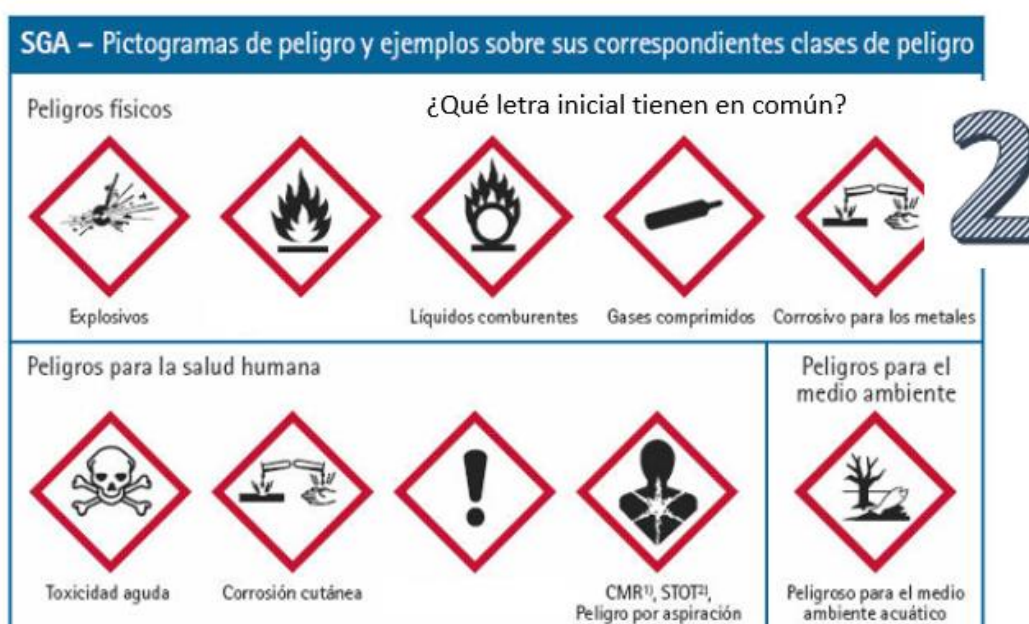 SGA – Pictogramas de peligro y ejemplos sobre sus correspondientes clases de peligro
Peligros físicos
¿Qué letra inicial tienen en común?
2
Explosivos
Líquidos comburentes
Gases comprimidos
Corrosivo para los metales
Peligros para la salud humana
Peligros para el
medio ambiente
Toxicidad aguda
Corrosión cutánea
CMR¹⁾, STOT²⁾,
Peligro por aspiración
Peligroso para el medio
ambiente acuático